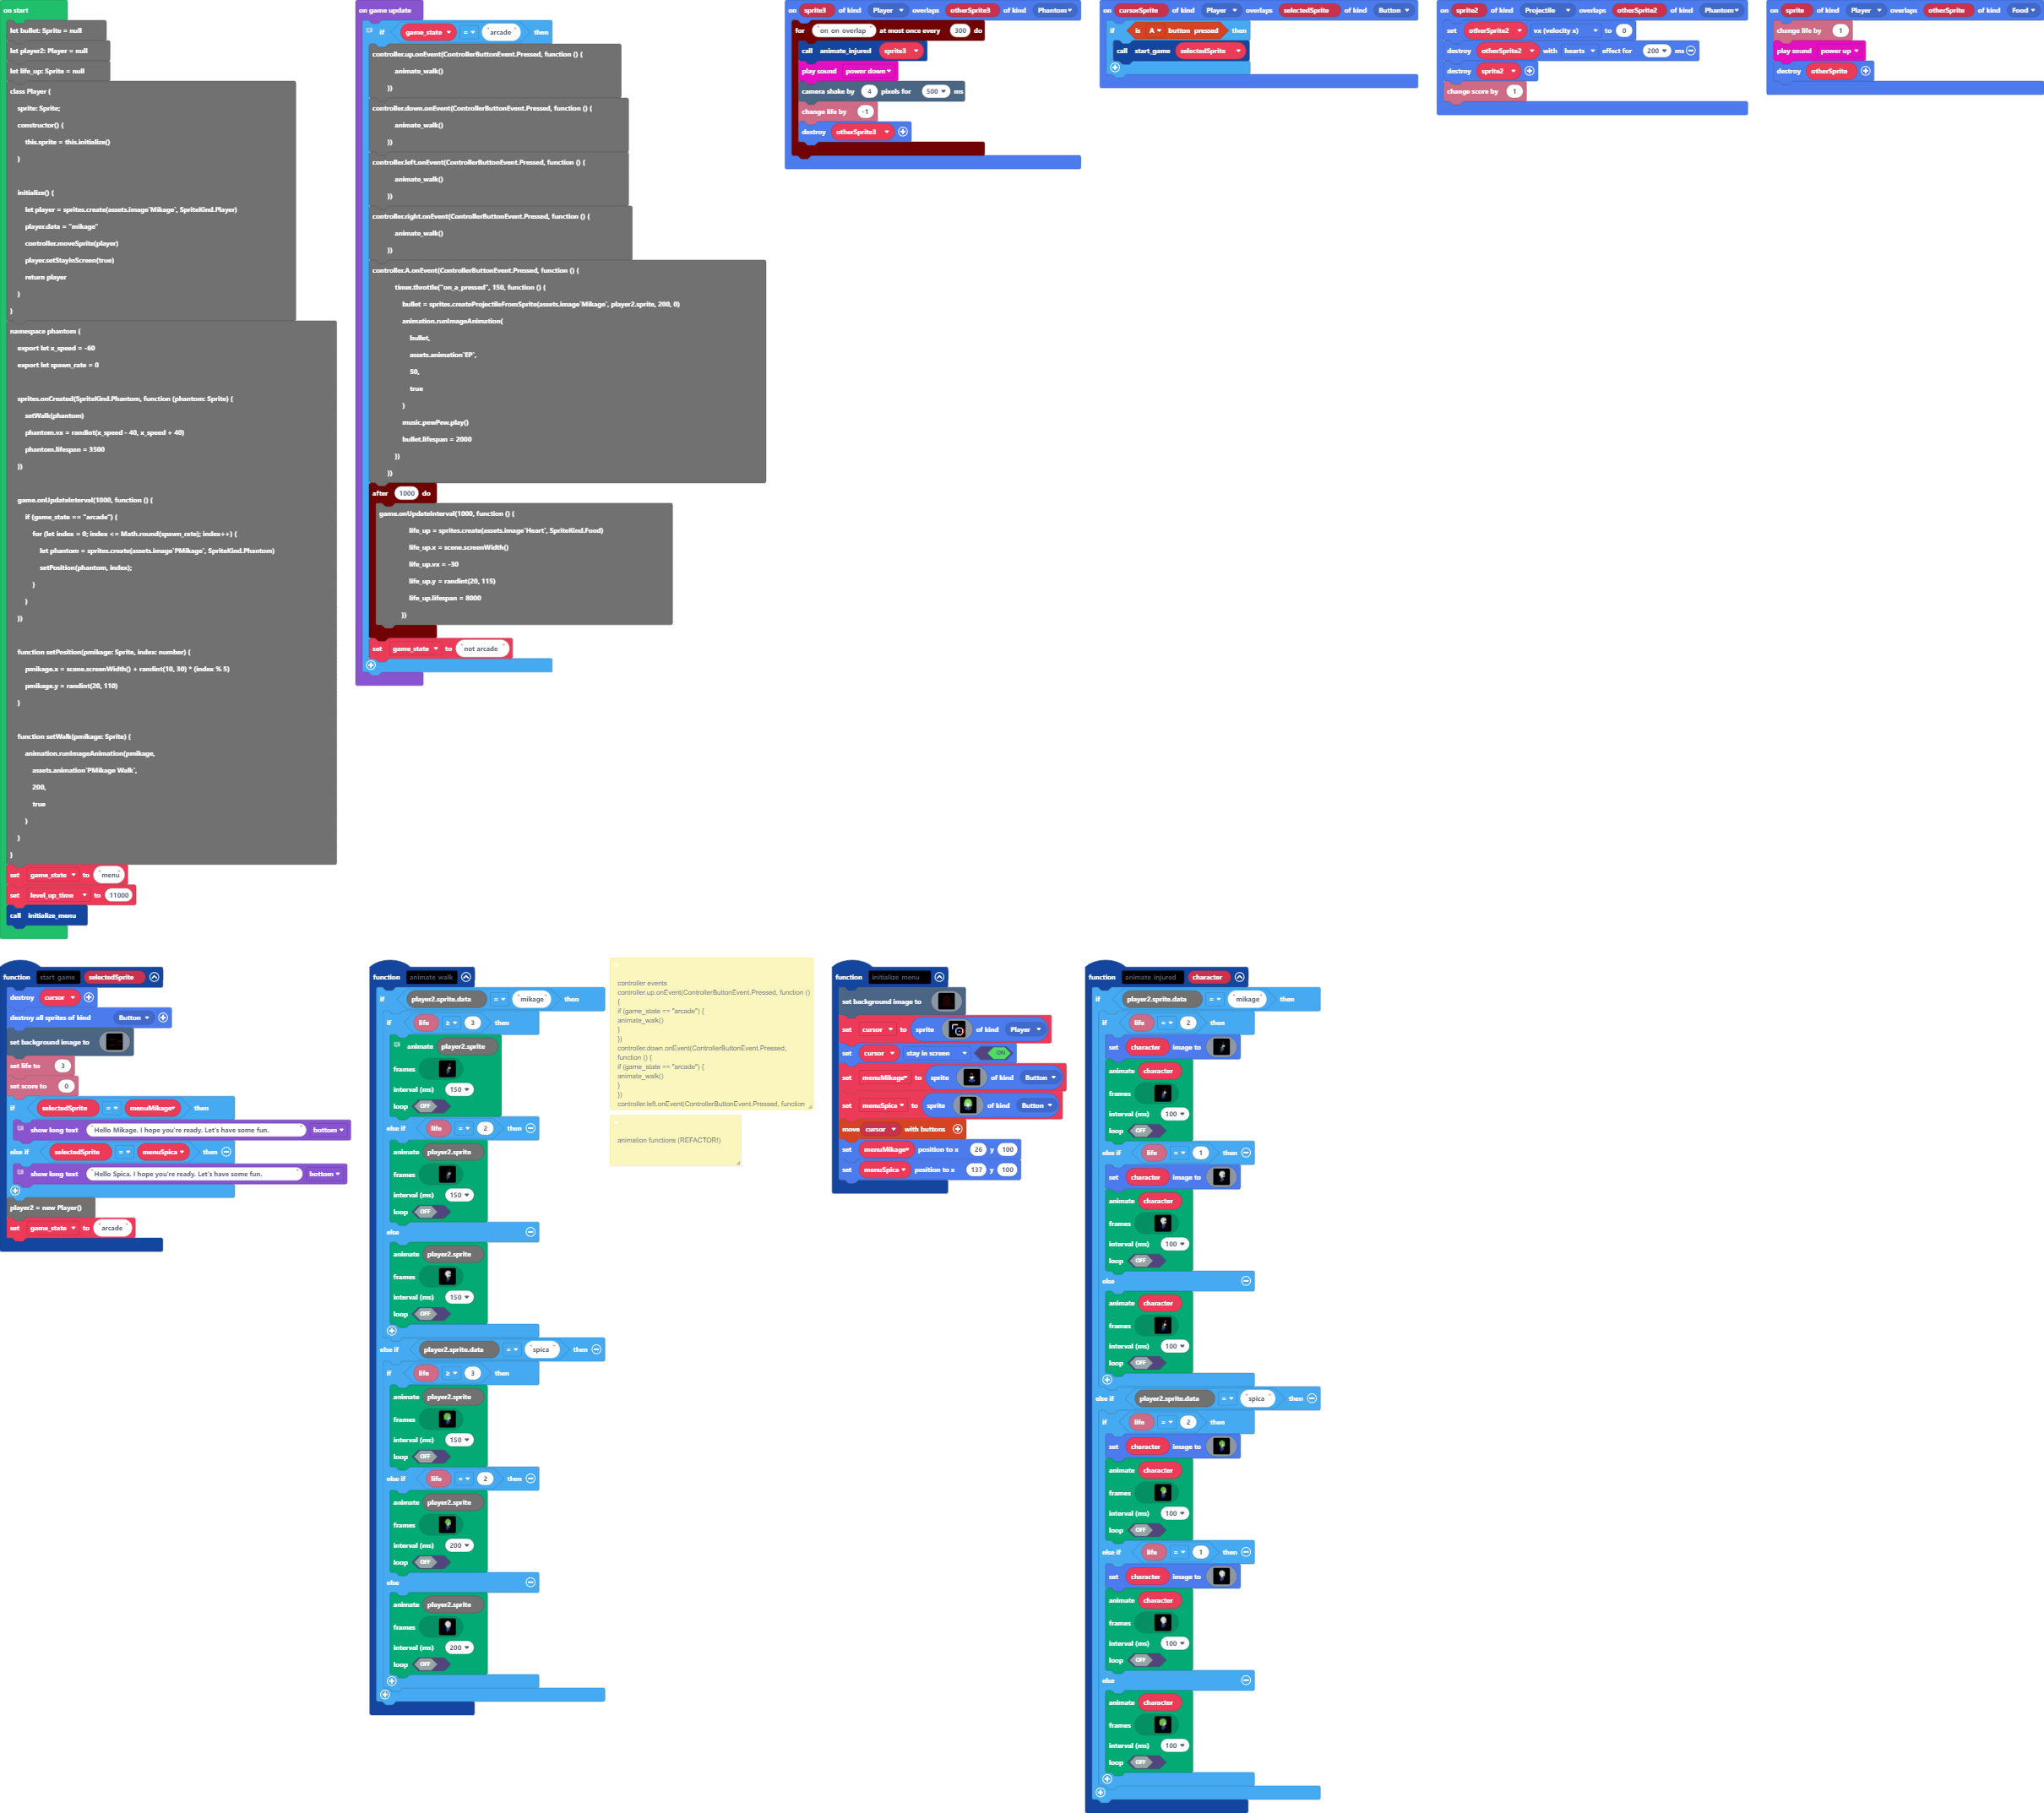 on start
let bullet: Sprite = null
let player2: Player = null
let life_up: Sprite = null
class Player {
sprite: Sprite;
constructor() {
this.sprite = this.initialize()
}
initialize() {
let player = sprites.create(assets.image`Mikage`, SpriteKind.Player)
player.data = "mikage"
controller.moveSprite(player)
player.setStayInScreen(true)
return player
}
}
namespace phantom {
export let x_speed = -60
export let spawn_rate = 0
sprites.onCreated(SpriteKind.Phantom, function (phantom: Sprite) {
setWalk(phantom)
phantom.vx = randint(x_speed - 40, x_speed + 40)
phantom.lifespan = 3500
})
game.onUpdateInterval(1000, function () {
if (game_state == "arcade") {
for (let index = 0; index <= Math.round(spawn_rate); index++) {
let phantom = sprites.create(assets.image`PMikage`, SpriteKind.Phantom)
setPosition(phantom, index);
}
}
})
function setPosition(pmikage: Sprite, index: number) {
pmikage.x = scene.screenWidth() + randint(10, 30) * (index % 5)
pmikage.y = randint(20, 110)
}
function setWalk(pmikage: Sprite) {
animation.runImageAnimation(pmikage,
assets.animation`PMikage Walk`,
200,
true
)
}
}
set game_state to "menu"
set level_up_time to 11000
call initialize_menu
on game update
if game_state = "arcade" then
controller.up.onEvent(ControllerButtonEvent.Pressed, function () {
animate_walk()
})
controller.down.onEvent(ControllerButtonEvent.Pressed, function () {
animate_walk()
})
controller.left.onEvent(ControllerButtonEvent.Pressed, function () {
animate_walk()
})
controller.right.onEvent(ControllerButtonEvent.Pressed, function () {
animate_walk()
})
controller.A.onEvent(ControllerButtonEvent.Pressed, function () {
timer.throttle("on_a_pressed", 150, function () {
bullet = sprites.createProjectileFromSprite(assets.image`Mikage`, player2.sprite, 200, 0)
animation.runImageAnimation(
bullet,
assets.animation`EP`,
50,
true
)
music.pewPew.play()
bullet.lifespan = 2000
})
})
after 1000 do
game.onUpdateInterval(1000, function () {
life_up = sprites.create(assets.image`Heart`, SpriteKind.Food)
life_up.x = scene.screenWidth()
life_up.vx = -30
life_up.y = randint(20, 115)
life_up.lifespan = 8000
})
set game_state to "not arcade"
on sprite3 of kind Player overlaps otherSprite3 of kind Phantom
for "on on overlap" at most once every 300 do
call animate_injured sprite3
play sound power down
camera shake by 4 pixels for 500 ms
change life by -1
destroy otherSprite3
on cursorSprite of kind Player overlaps selectedSprite of kind Button
if is A button pressed then
call start_game selectedSprite
on sprite2 of kind Projectile overlaps otherSprite2 of kind Phantom
set otherSprite2 vx (velocity x) to 0
destroy otherSprite2 with hearts effect for 200 ms
destroy sprite2
change score by 1
on sprite of kind Player overlaps otherSprite of kind Food
change life by 1
play sound power up
destroy otherSprite
function start_game selectedSprite
destroy cursor
destroy all sprites of kind Button
set background image to
set life to 3
set score to 0
if selectedSprite = menuMikage then
show long text "Hello Mikage. I hope you're ready. Let's have some fun." bottom
else if selectedSprite = menuSpica then
show long text "Hello Spica. I hope you're ready. Let's have some fun." bottom
player2 = new Player()
set game_state to "arcade"
function animate_walk
if player2.sprite.data = "mikage" then
if life ≥ 3 then
animate player2.sprite
frames
interval (ms) 150
loop OFF
else if life = 2 then
animate player2.sprite
frames
interval (ms) 150
loop OFF
else
animate player2.sprite
frames
interval (ms) 150
loop OFF
else if player2.sprite.data = "spica" then
if life ≥ 3 then
animate player2.sprite
frames
interval (ms) 150
loop OFF
else if life = 2 then
animate player2.sprite
frames
interval (ms) 200
loop OFF
else
animate player2.sprite
frames
interval (ms) 200
loop OFF
controller events
controller.up.onEvent(ControllerButtonEvent.Pressed, function ()
{
if (game_state == "arcade") {
animate_walk()
}
})
controller.down.onEvent(ControllerButtonEvent.Pressed,
function () {
if (game_state == "arcade") {
animate_walk()
}
})
controller.left.onEvent(ControllerButtonEvent.Pressed, function
animation functions (REFACTOR!)
function initialize_menu
set background image to
set cursor to sprite of kind Player
set cursor stay in screen ON
set menuMikage to sprite of kind Button
set menuSpica to sprite of kind Button
move cursor with buttons
set menuMikage position to x 26 y 100
set menuSpica position to x 137 y 100
function animate_injured character
if player2.sprite.data = "mikage" then
if life = 2 then
set character image to
animate character
frames
interval (ms) 100
loop OFF
else if life = 1 then
set character image to
animate character
frames
interval (ms) 100
loop OFF
else
animate character
frames
interval (ms) 100
loop OFF
else if player2.sprite.data = "spica" then
if life = 2 then
set character image to
animate character
frames
interval (ms) 100
loop OFF
else if life = 1 then
set character image to
animate character
frames
interval (ms) 100
loop OFF
else
animate character
frames
interval (ms) 100
loop OFF